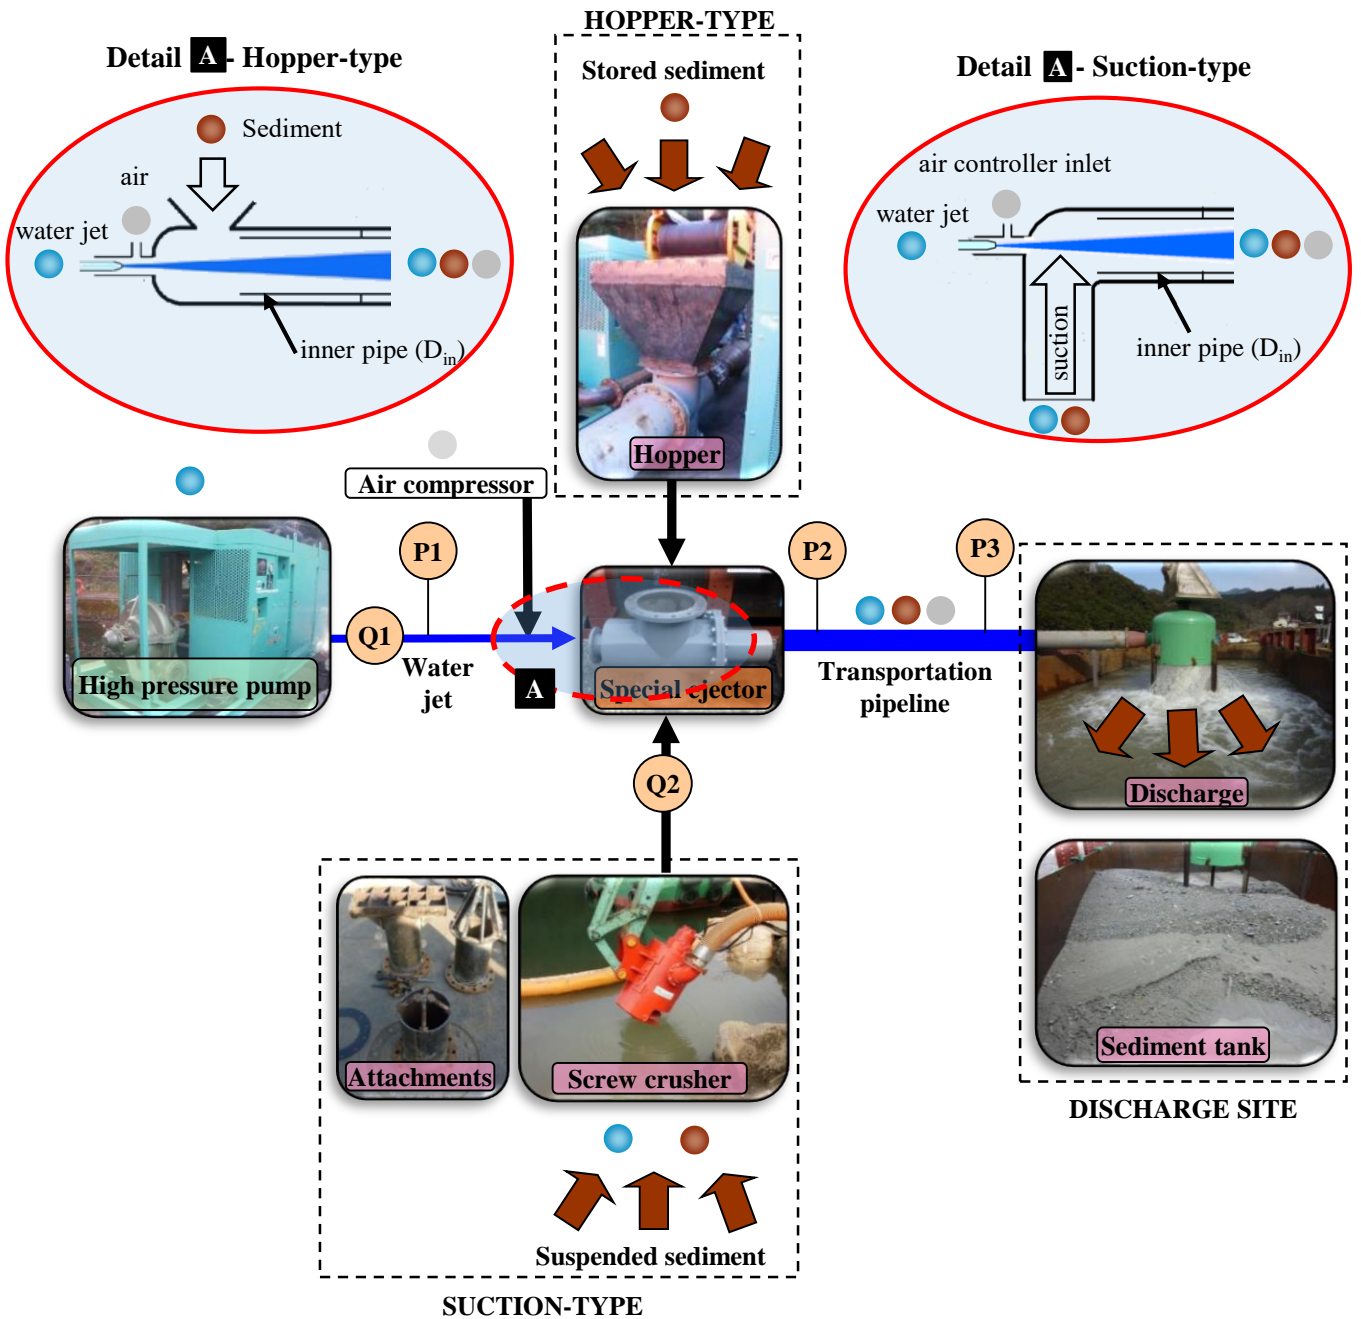 HOPPER-TYPE
Detail A - Hopper-type
Stored sediment
Detail A - Suction-type
Sediment
air
water jet
inner pipe (Din)
air controller inlet
water jet
suction
inner pipe (Din)
Hopper
Air compressor
P1
P2
P3
Q1
High pressure pump
Water
jet
A
Special ejector
Transportation
pipeline
Q2
Discharge
Attachments
Screw crusher
Sediment tank
DISCHARGE SITE
Suspended sediment
SUCTION-TYPE